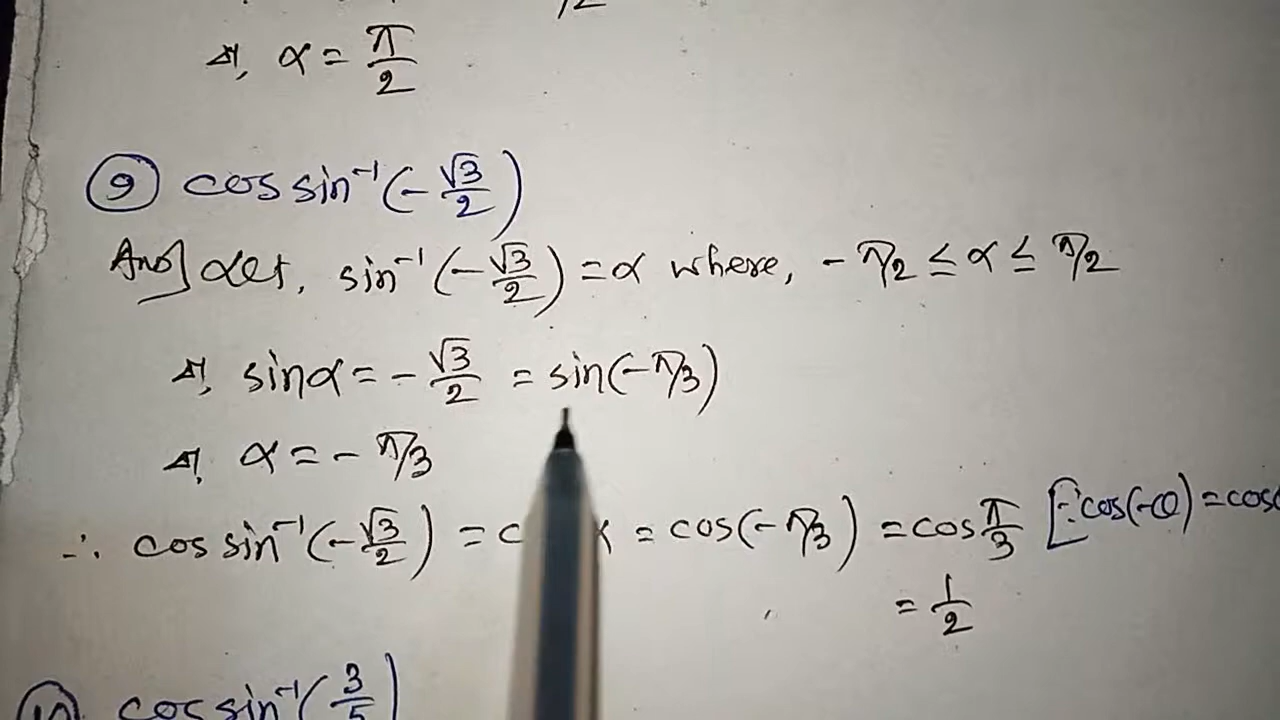 বা, α = π/2
⑨ cos sin⁻¹(-√3/2)
Ans] Let, sin⁻¹(-√3/2) = α where, -π/2 ≤ α ≤ π/2
বা, sinα = -√3/2 = sin(-π/3)
বা, α = -π/3
∴ cos sin⁻¹(-√3/2) = cos(-π/3) = cos π/3 [∵ cos(-θ) = cos
= 1/2
cos sin⁻¹(3/5)